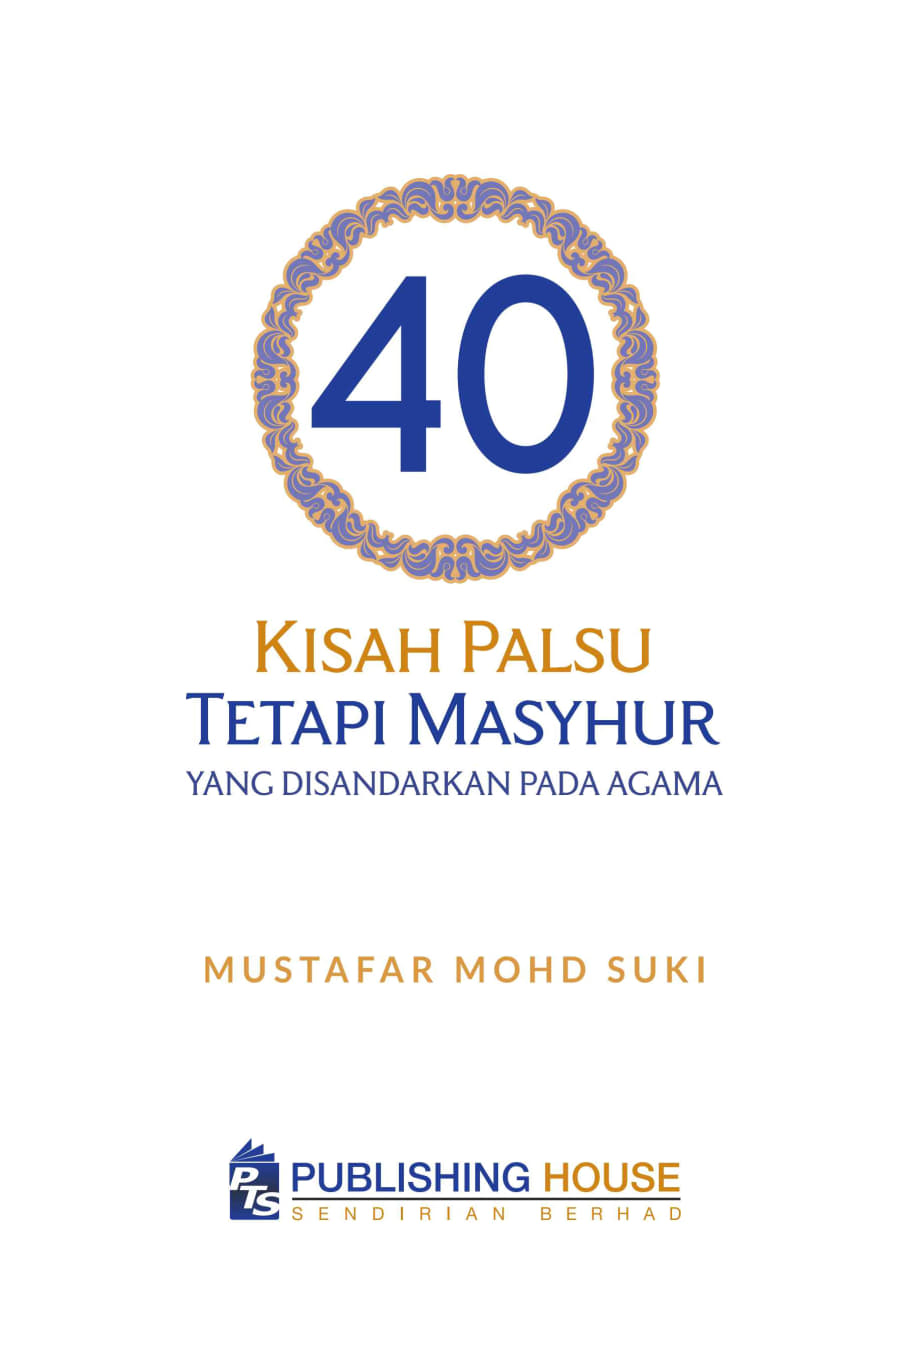 40
KISAH PALSU
TETAPI MASYHUR
YANG DISANDARKAN PADA AGAMA
MUSTAFAR MOHD SUKI
PTS PUBLISHING HOUSE
SENDIRIAN BERHAD